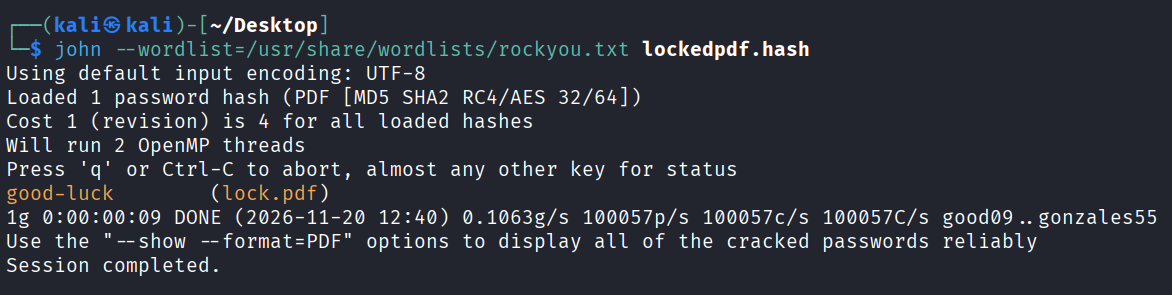 ┌──(kali㉿kali)-[~/Desktop]
└─$ john --wordlist=/usr/share/wordlists/rockyou.txt lockedpdf.hash
Using default input encoding: UTF-8
Loaded 1 password hash (PDF [MD5 SHA2 RC4/AES 32/64])
Cost 1 (revision) is 4 for all loaded hashes
Will run 2 OpenMP threads
Press 'q' or Ctrl-C to abort, almost any other key for status
good-luck        (lock.pdf)
1g 0:00:00:09 DONE (2026-11-20 12:40) 0.1063g/s 100057p/s 100057c/s 100057C/s good09..gonzales55
Use the "--show --format=PDF" options to display all of the cracked passwords reliably
Session completed.